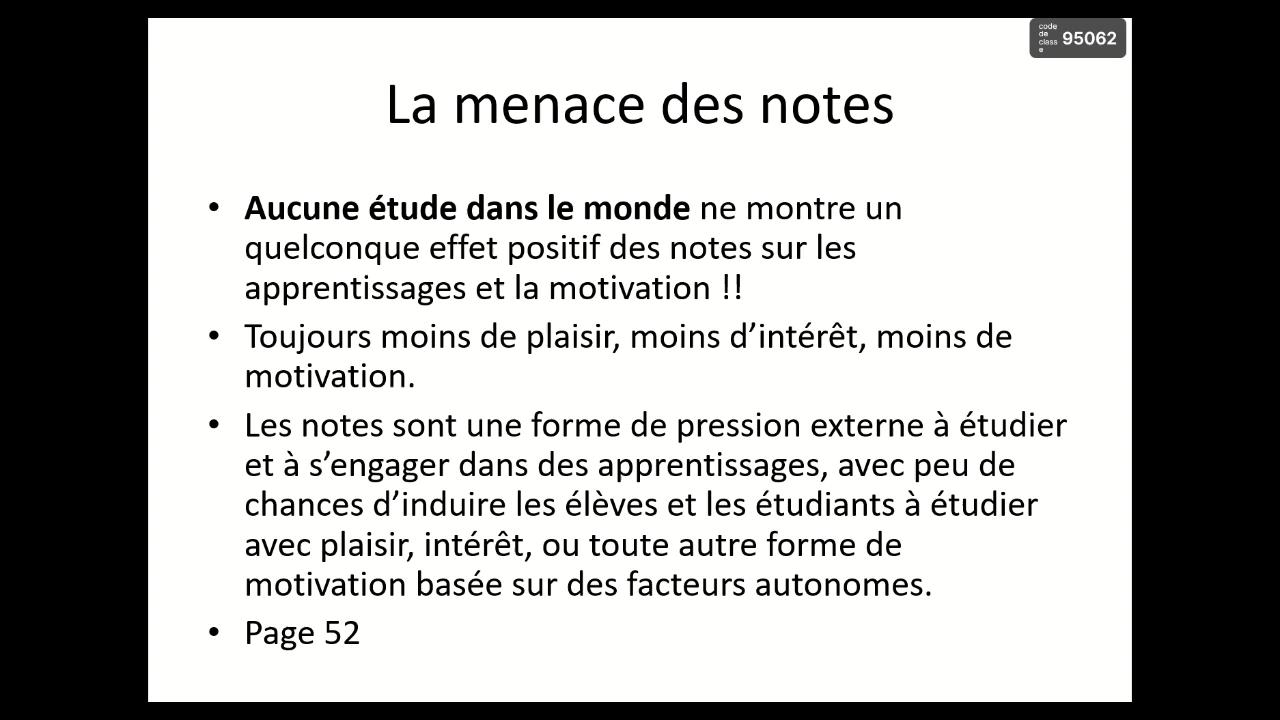 code
de
class
e
95062
La menace des notes
• Aucune étude dans le monde ne montre un
quelconque effet positif des notes sur les
apprentissages et la motivation !!
• Toujours moins de plaisir, moins d’intérêt, moins de
motivation.
• Les notes sont une forme de pression externe à étudier
et à s’engager dans des apprentissages, avec peu de
chances d’induire les élèves et les étudiants à étudier
avec plaisir, intérêt, ou toute autre forme de
motivation basée sur des facteurs autonomes.
• Page 52